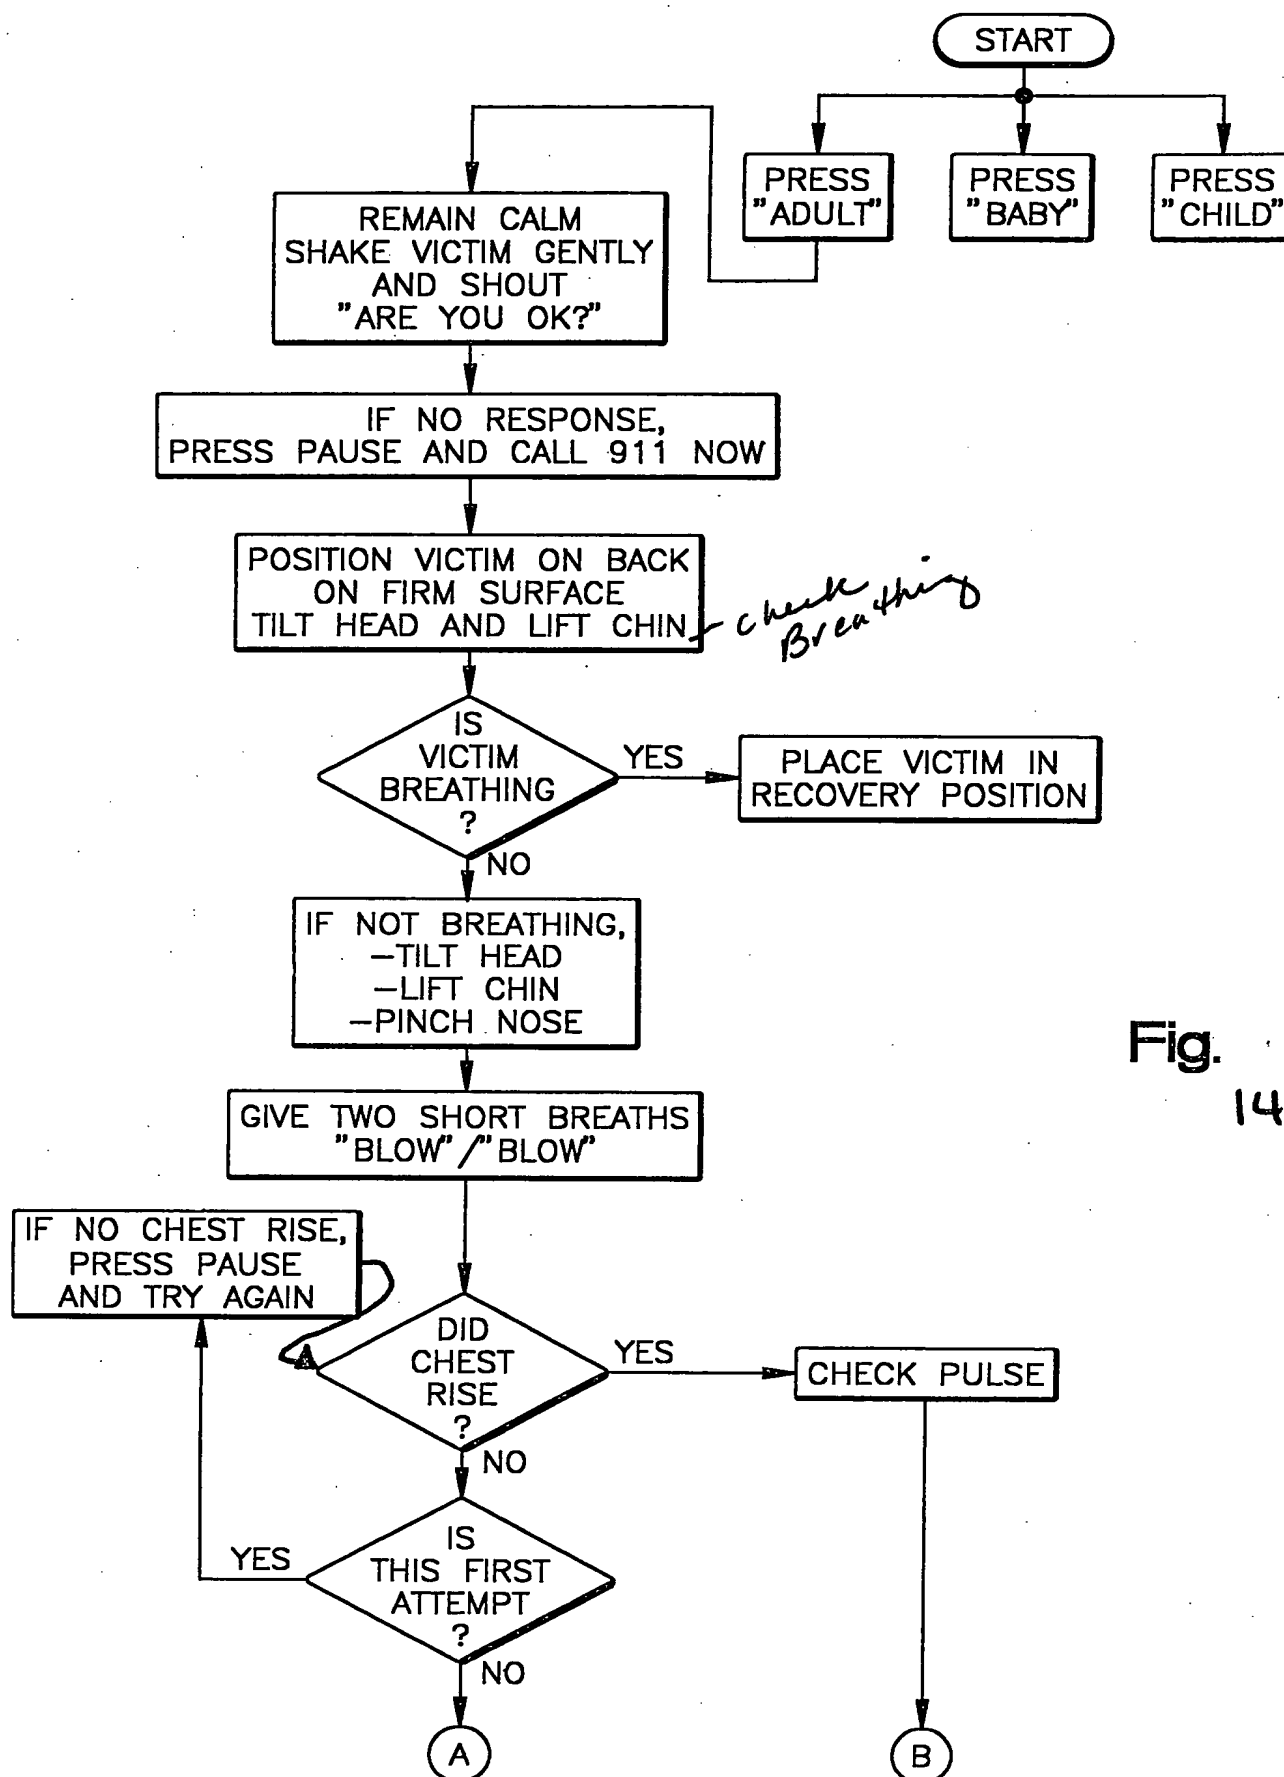 START
PRESS
"ADULT"
PRESS
"BABY"
PRESS
"CHILD"
REMAIN CALM
SHAKE VICTIM GENTLY
AND SHOUT
"ARE YOU OK?"
IF NO RESPONSE,
PRESS PAUSE AND CALL 911 NOW
POSITION VICTIM ON BACK
ON FIRM SURFACE
TILT HEAD AND LIFT CHIN
check
Breathing
IS
VICTIM
BREATHING
?
YES
PLACE VICTIM IN
RECOVERY POSITION
NO
IF NOT BREATHING,
-TILT HEAD
-LIFT CHIN
-PINCH NOSE
Fig.
14
GIVE TWO SHORT BREATHS
"BLOW"/"BLOW"
IF NO CHEST RISE,
PRESS PAUSE
AND TRY AGAIN
DID
CHEST
RISE
?
YES
CHECK PULSE
NO
IS
THIS FIRST
ATTEMPT
?
YES
NO
A
B